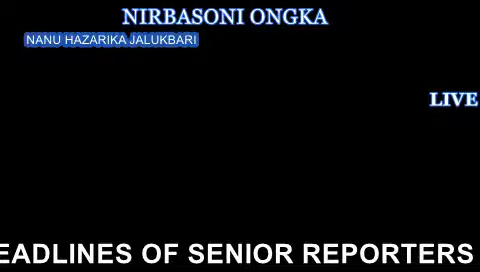 NIRBASONI ONGKA
NANU HAZARIKA JALUKBARI
LIVE
EADLINES OF SENIOR REPORTERS